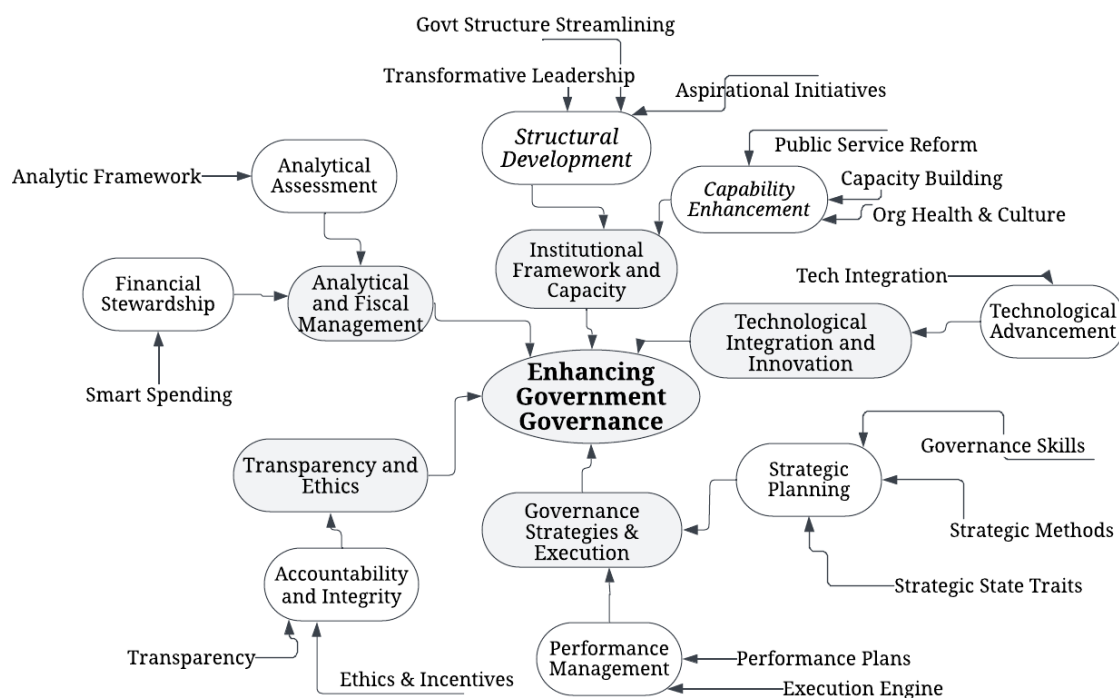 Govt Structure Streamlining
Transformative Leadership
Aspirational Initiatives
Structural
Development
Public Service Reform
Analytical
Assessment
Analytic Framework
Capability
Enhancement
Capacity Building
Org Health & Culture
Institutional
Framework and
Capacity
Tech Integration
Financial
Stewardship
Analytical
and Fiscal
Management
Technological
Integration and
Innovation
Technological
Advancement
Smart Spending
Enhancing
Government
Governance
Transparency and
Ethics
Governance Skills
Strategic
Planning
Governance
Strategies &
Execution
Strategic Methods
Accountability
and Integrity
Strategic State Traits
Transparency
Ethics & Incentives
Performance
Management
Performance Plans
Execution Engine